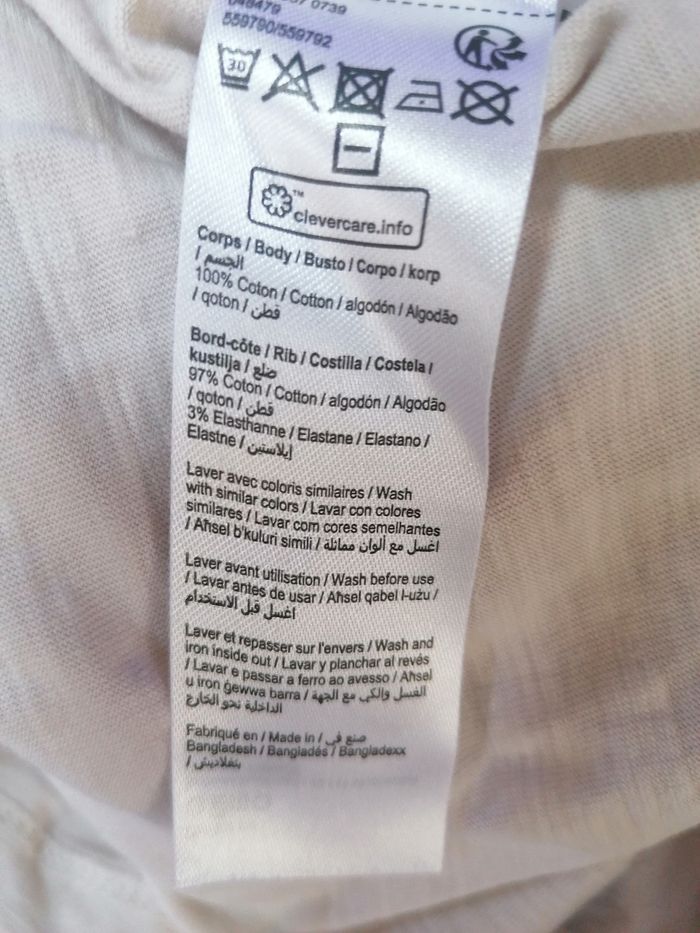 0739
559790/559792
30
™
clevercare.info
Corps / Body / Busto / Corpo / korp
/ الجسم
100% Coton / Cotton / algodón / Algodão
/ qoton / قطن
Bord-côte / Rib / Costilla / Costela /
kustilja / ضلع
97% Coton / Cotton / algodón / Algodão
/ qoton / قطن
3% Elasthanne / Elastane / Elastano /
Elastne / إيلاستين
Laver avec coloris similaires / Wash
with similar colors / Lavar con colores
similares / Lavar com cores semelhantes
/ Aħsel b'kuluri simili / اغسل مع ألوان مماثلة
Laver avant utilisation / Wash before use
/ Lavar antes de usar / Aħsel qabel l-użu /
اغسل قبل الاستخدام
Laver et repasser sur l'envers / Wash and
iron inside out / Lavar y planchar al revés
/ Lavar e passar a ferro ao avesso / Aħsel
u iron ġewwa barra / الغسل والكي مع الجهة
الداخلية نحو الخارج
Fabriqué en / Made in / صنع في
Bangladesh / Bangladés / Bangladexx
/ بنغلاديش